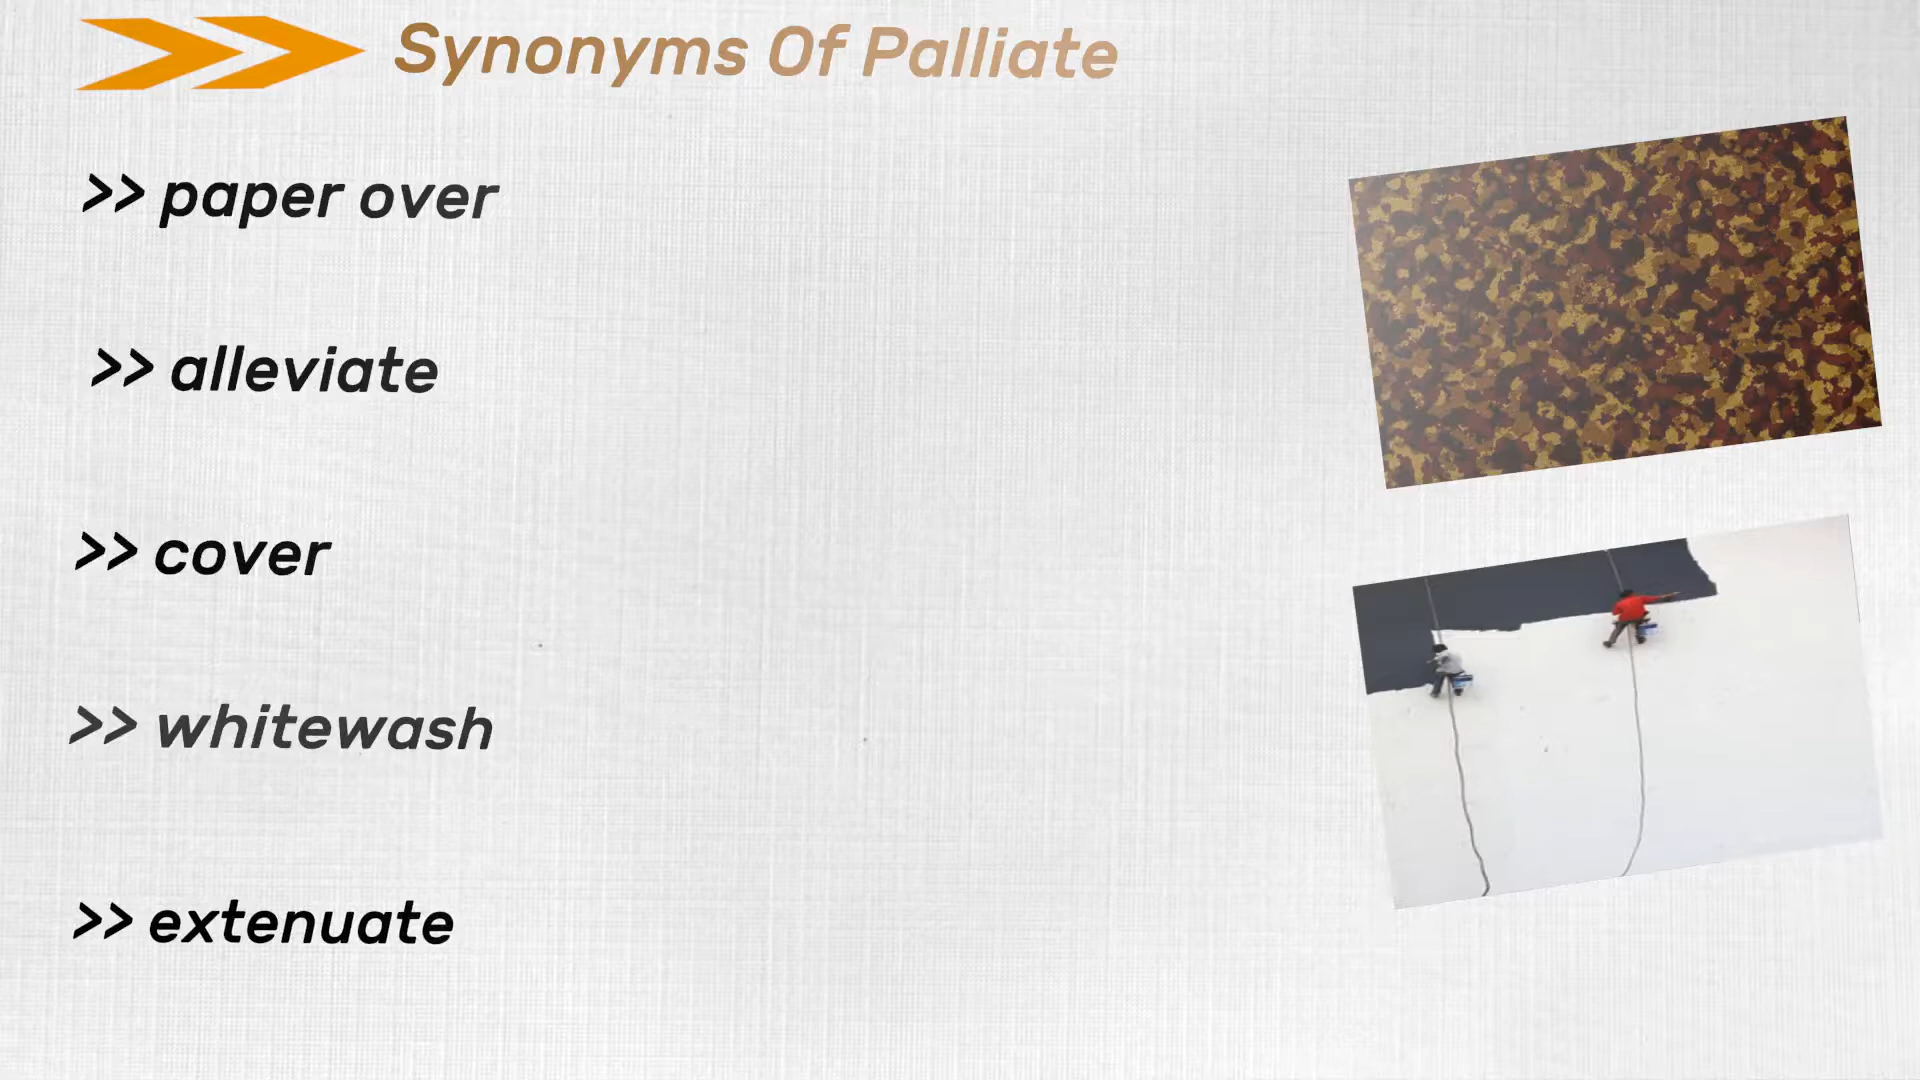 Synonyms Of Palliate
>> paper over
>> alleviate
>> cover
>> whitewash
>> extenuate